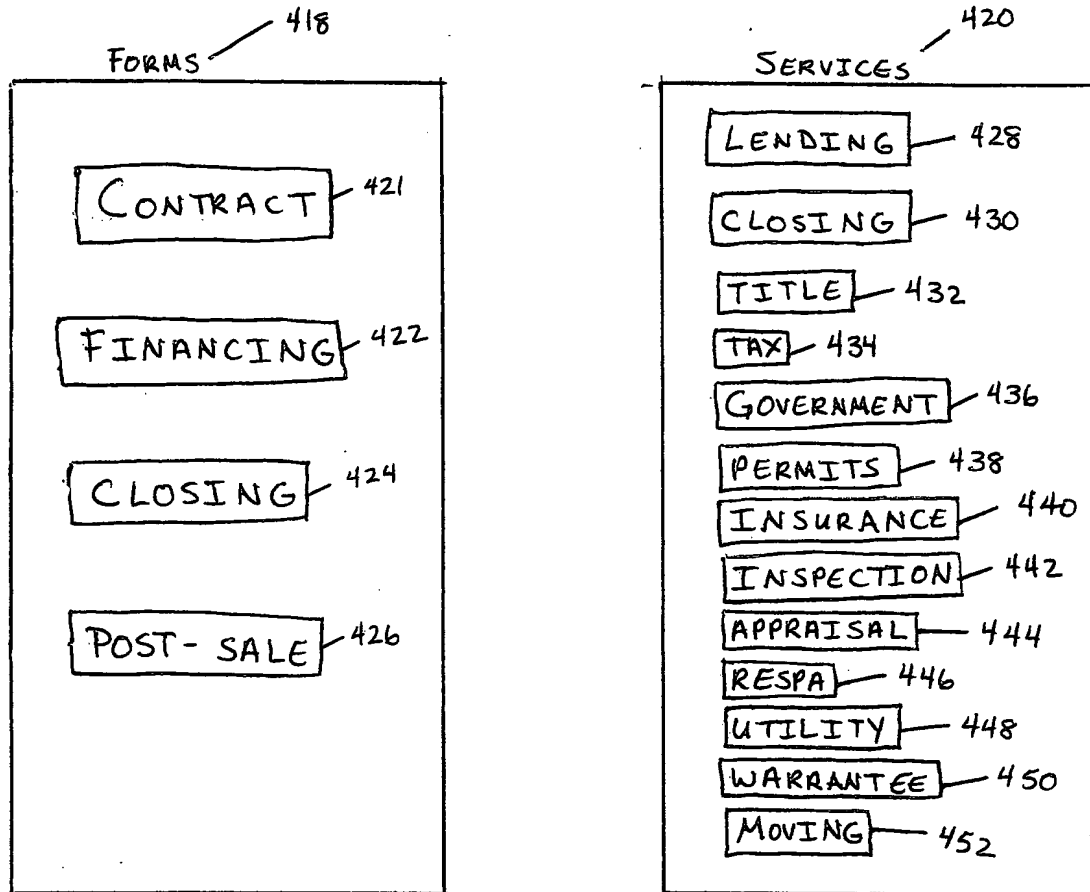 418
FORMS
CONTRACT 421
FINANCING 422
CLOSING 424
POST-SALE 426
420
SERVICES
LENDING 428
CLOSING 430
TITLE 432
TAX 434
GOVERNMENT 436
PERMITS 438
INSURANCE 440
INSPECTION 442
APPRAISAL 444
RESPA 446
UTILITY 448
WARRANTEE 450
MOVING 452